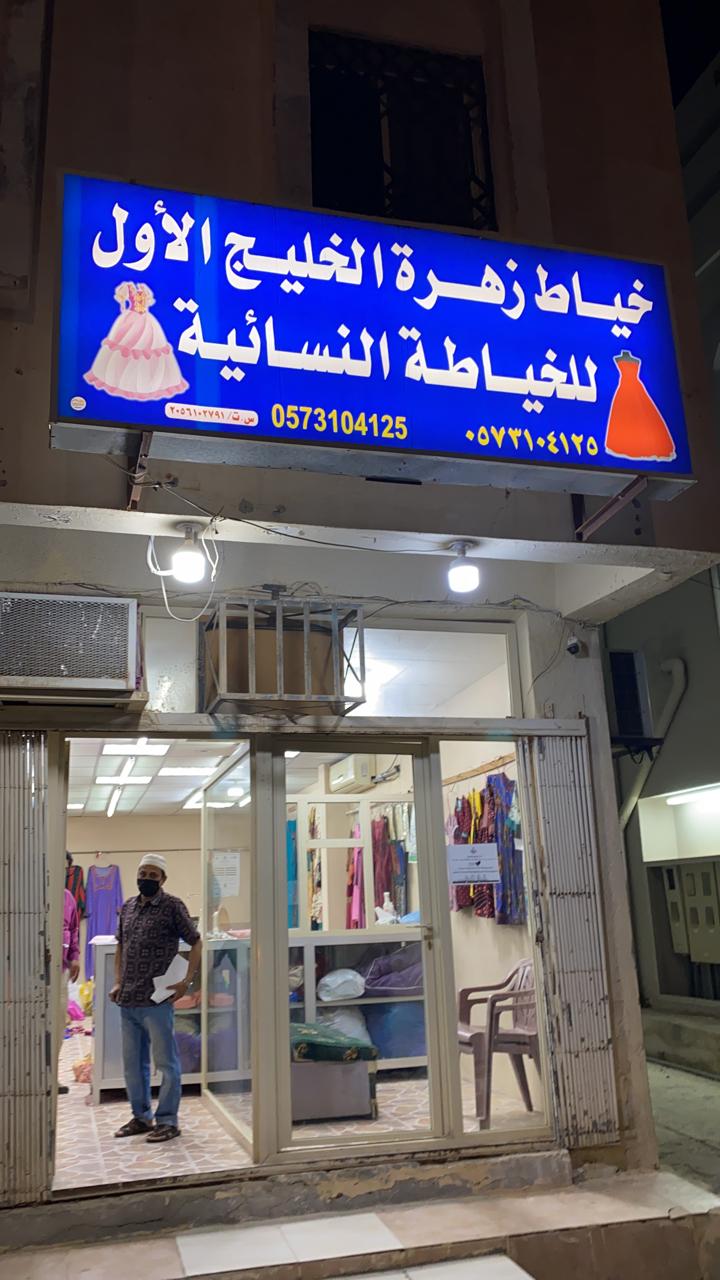 خياط زهرة الخليج الأول
للخياطة النسائية
٠٥٧٣١٠٤١٢٥ 0573104125 س.ت/ ٢٠٥٦١٠٢٧٩١